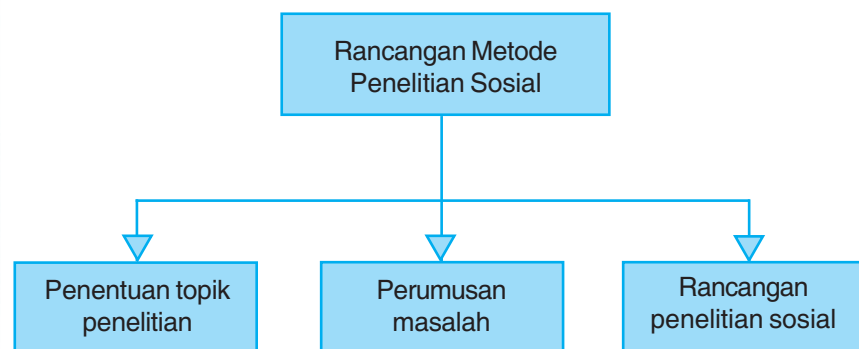 Rancangan Metode
Penelitian Sosial
Penentuan topik
penelitian
Perumusan
masalah
Rancangan
penelitian sosial